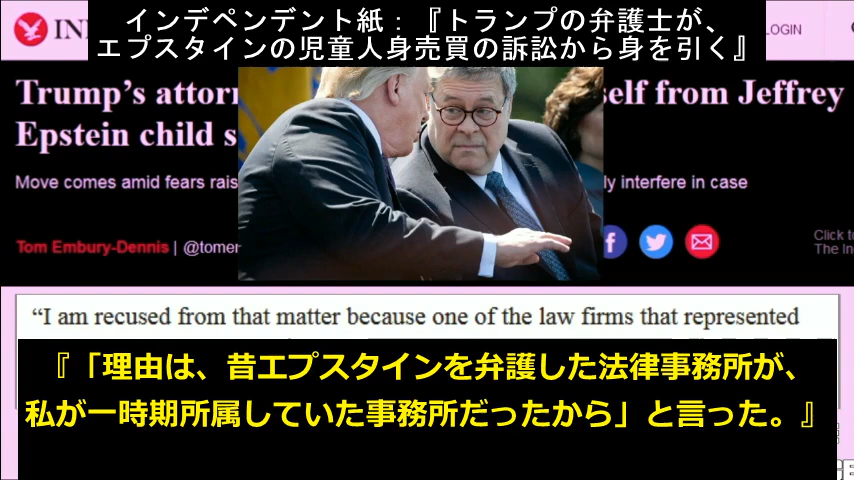 インデペンデント紙：『トランプの弁護士が、
エプスタインの児童人身売買の訴訟から身を引く』
IN
LOGIN
Trump's attor
self from Jeffrey
Epstein child s
Move comes amid fears rais
ly interfere in case
Tom Embury-Dennis | @tomer
Click to
The In
“I am recused from that matter because one of the law firms that represented
『「理由は、昔エプスタインを弁護した法律事務所が、
私が一時期所属していた事務所だったから」と言った。』